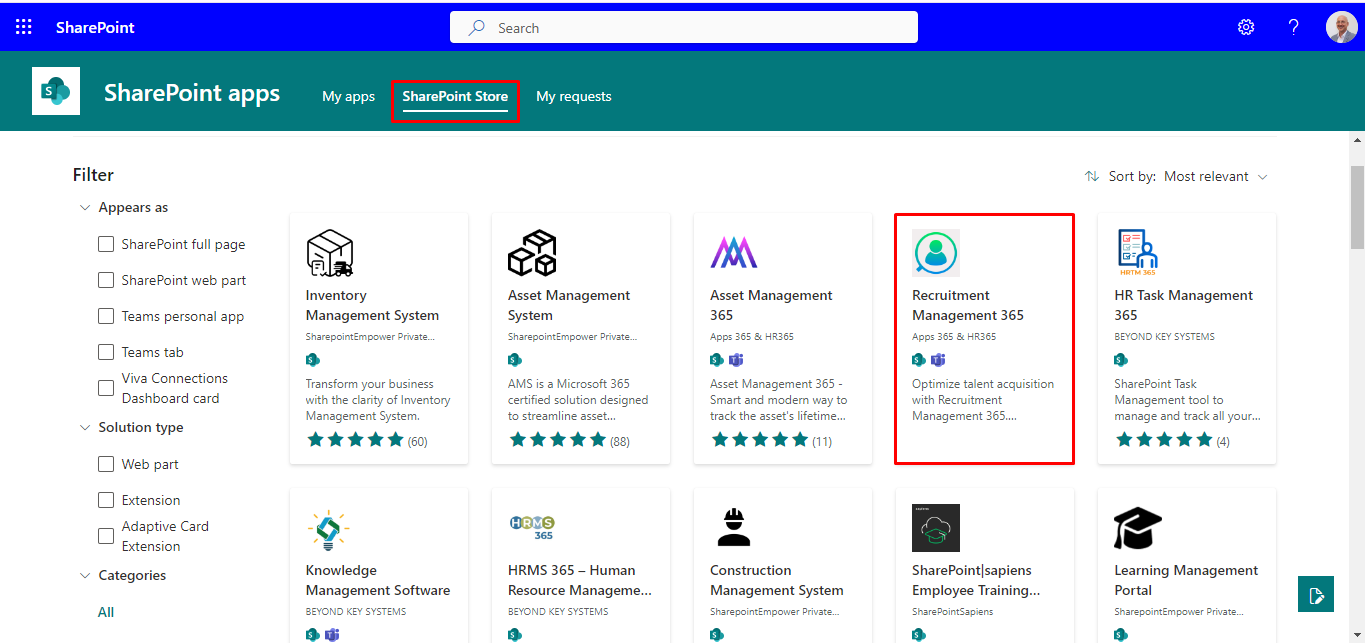 SharePoint
Search
?
S
SharePoint apps
My apps
SharePoint Store
My requests
Filter
Sort by: Most relevant
Appears as
SharePoint full page
SharePoint web part
Teams personal app
Teams tab
Viva Connections
Dashboard card
Solution type
Web part
Extension
Adaptive Card
Extension
Categories
All
Inventory
Management System
SharepointEmpower Private...
S
Transform your business
with the clarity of Inventory
Management System.
(60)
Asset Management
System
SharepointEmpower Private...
S
AMS is a Microsoft 365
certified solution designed
to streamline asset...
(88)
Asset Management
365
Apps 365 & HR365
S T
Asset Management 365 -
Smart and modern way to
track the asset's lifetime...
(11)
Recruitment
Management 365
Apps 365 & HR365
S T
Optimize talent acquisition
with Recruitment
Management 365....
HRTM 365
HR Task Management
365
BEYOND KEY SYSTEMS
S
SharePoint Task
Management tool to
manage and track all your...
(4)
Knowledge
Management Software
BEYOND KEY SYSTEMS
S T
HRMS
365
HRMS 365 – Human
Resource Manageme...
BEYOND KEY SYSTEMS
S
Construction
Management System
SharepointEmpower Private...
S
SharePoint|sapiens
Employee Training...
SharePointSapiens
S
Learning Management
Portal
SharepointEmpower Private...
S